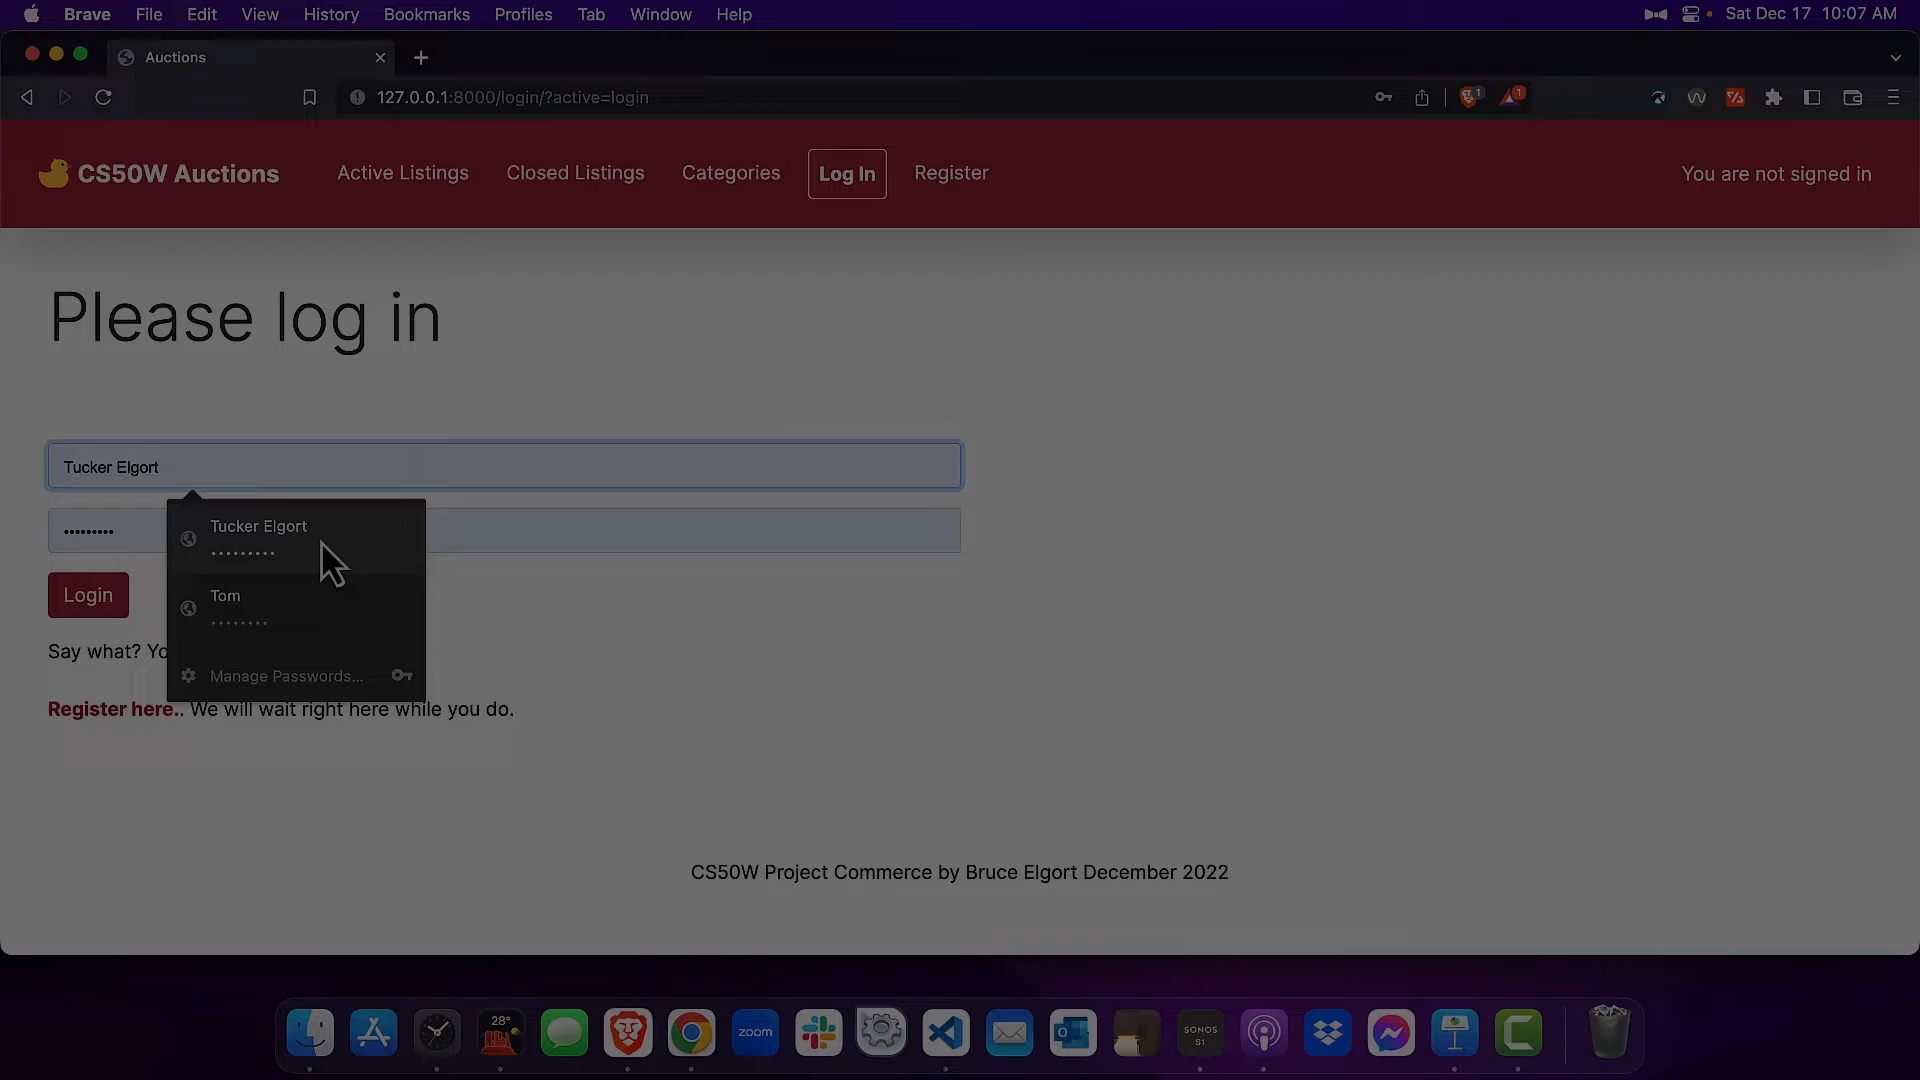 Brave File Edit View History Bookmarks Profiles Tab Window Help Sat Dec 17 10:07 AM
Auctions
127.0.0.1:8000/login/?active=login 1 1
CS50W Auctions Active Listings Closed Listings Categories Log In Register You are not signed in
Please log in
Tucker Elgort
Tucker Elgort
Login
Tom
Say what? Yo
Manage Passwords...
Register here.. We will wait right here while you do.
CS50W Project Commerce by Bruce Elgort December 2022
28°
zoom
SONOS
S1